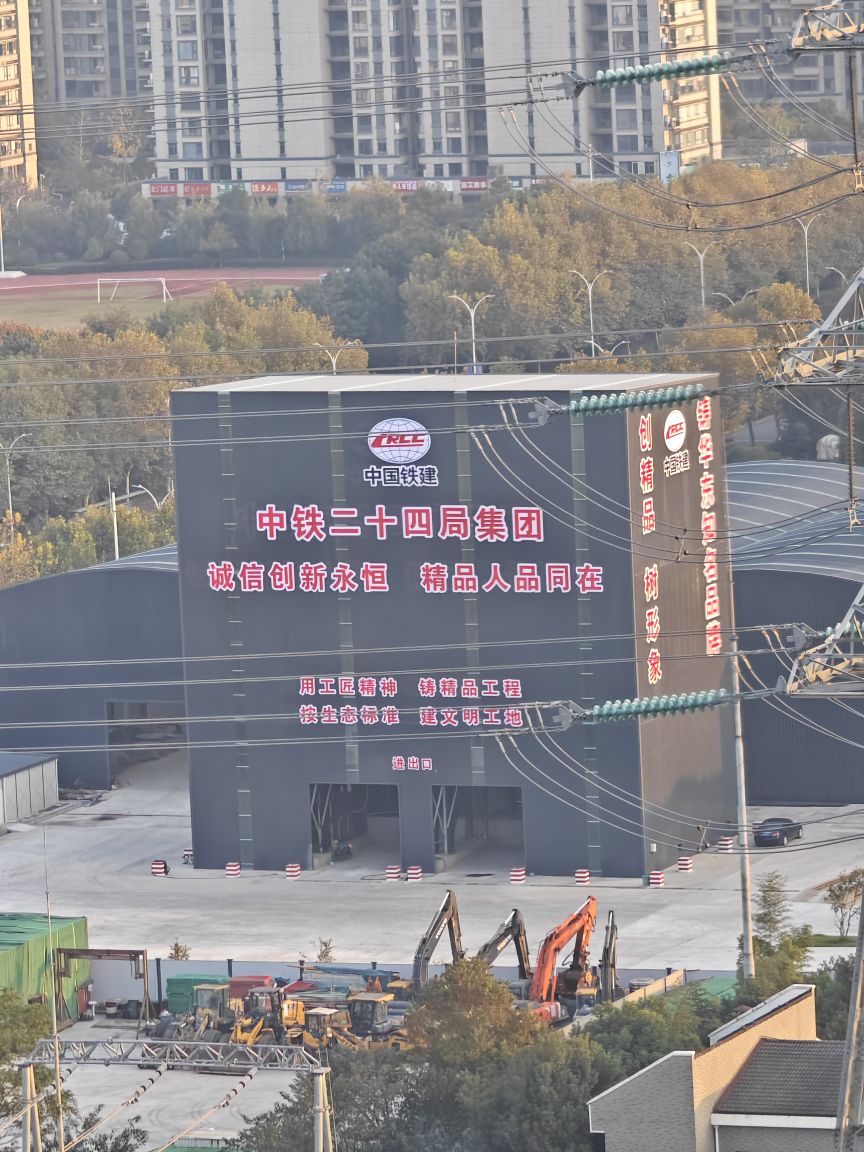 CRCC
中国铁建
中铁二十四局集团
诚信创新永恒 精品人品同在
用工匠精神 铸精品工程
按生态标准 建文明工地
进出口
创精品 树形象
CRCC
中国铁建
铸华东知名品牌